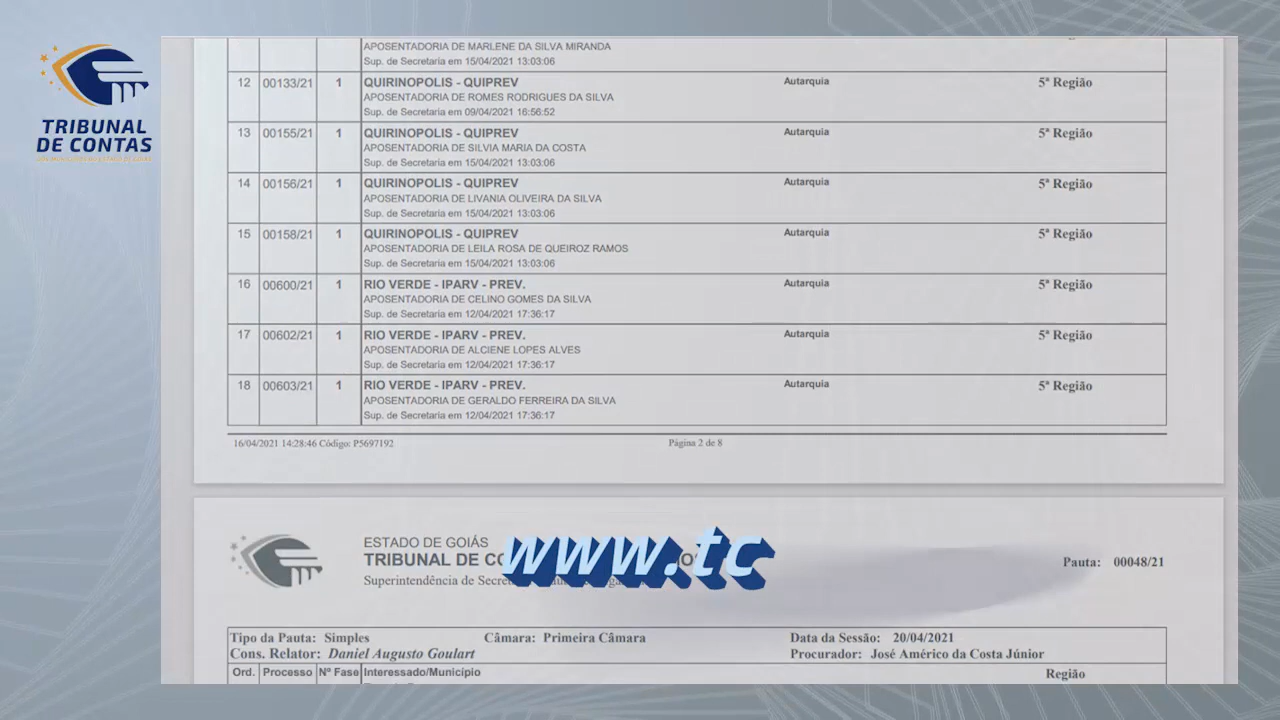 TRIBUNAL
DE CONTAS
APOSENTADORIA DE MARLENE DA SILVA MIRANDA
Sup. de Secretaria em 15/04/2021 13:03:06
12 00133/21 1 QUIRINOPOLIS - QUIPREV Autarquia 5ª Região
APOSENTADORIA DE ROMES RODRIGUES DA SILVA
Sup. de Secretaria em 09/04/2021 16:56:52
13 00155/21 1 QUIRINOPOLIS - QUIPREV Autarquia 5ª Região
APOSENTADORIA DE SILVIA MARIA DA COSTA
Sup. de Secretaria em 15/04/2021 13:03:06
14 00156/21 1 QUIRINOPOLIS - QUIPREV Autarquia 5ª Região
APOSENTADORIA DE LIVANIA OLIVEIRA DA SILVA
Sup. de Secretaria em 15/04/2021 13:03:06
15 00158/21 1 QUIRINOPOLIS - QUIPREV Autarquia 5ª Região
APOSENTADORIA DE LEILA ROSA DE QUEIROZ RAMOS
Sup. de Secretaria em 15/04/2021 13:03:06
16 00600/21 1 RIO VERDE - IPARV - PREV. Autarquia 5ª Região
APOSENTADORIA DE CELINO GOMES DA SILVA
Sup. de Secretaria em 12/04/2021 17:36:17
17 00602/21 1 RIO VERDE - IPARV - PREV. Autarquia 5ª Região
APOSENTADORIA DE ALCIENE LOPES ALVES
Sup. de Secretaria em 12/04/2021 17:36:17
18 00603/21 1 RIO VERDE - IPARV - PREV. Autarquia 5ª Região
APOSENTADORIA DE GERALDO FERREIRA DA SILVA
Sup. de Secretaria em 12/04/2021 17:36:17
16/04/2021 14:28:46 Código: P5697192 Página 2 de 8
ESTADO DE GOIÁS
TRIBUNAL DE
www.tc
Pauta: 00048/21
Superintendência de
Tipo da Pauta: Simples Câmara: Primeira Câmara Data da Sessão: 20/04/2021
Cons. Relator: Daniel Augusto Goulart Procurador: José Américo da Costa Júnior
Ord. Processo Nº Fase Interessado/Município Região